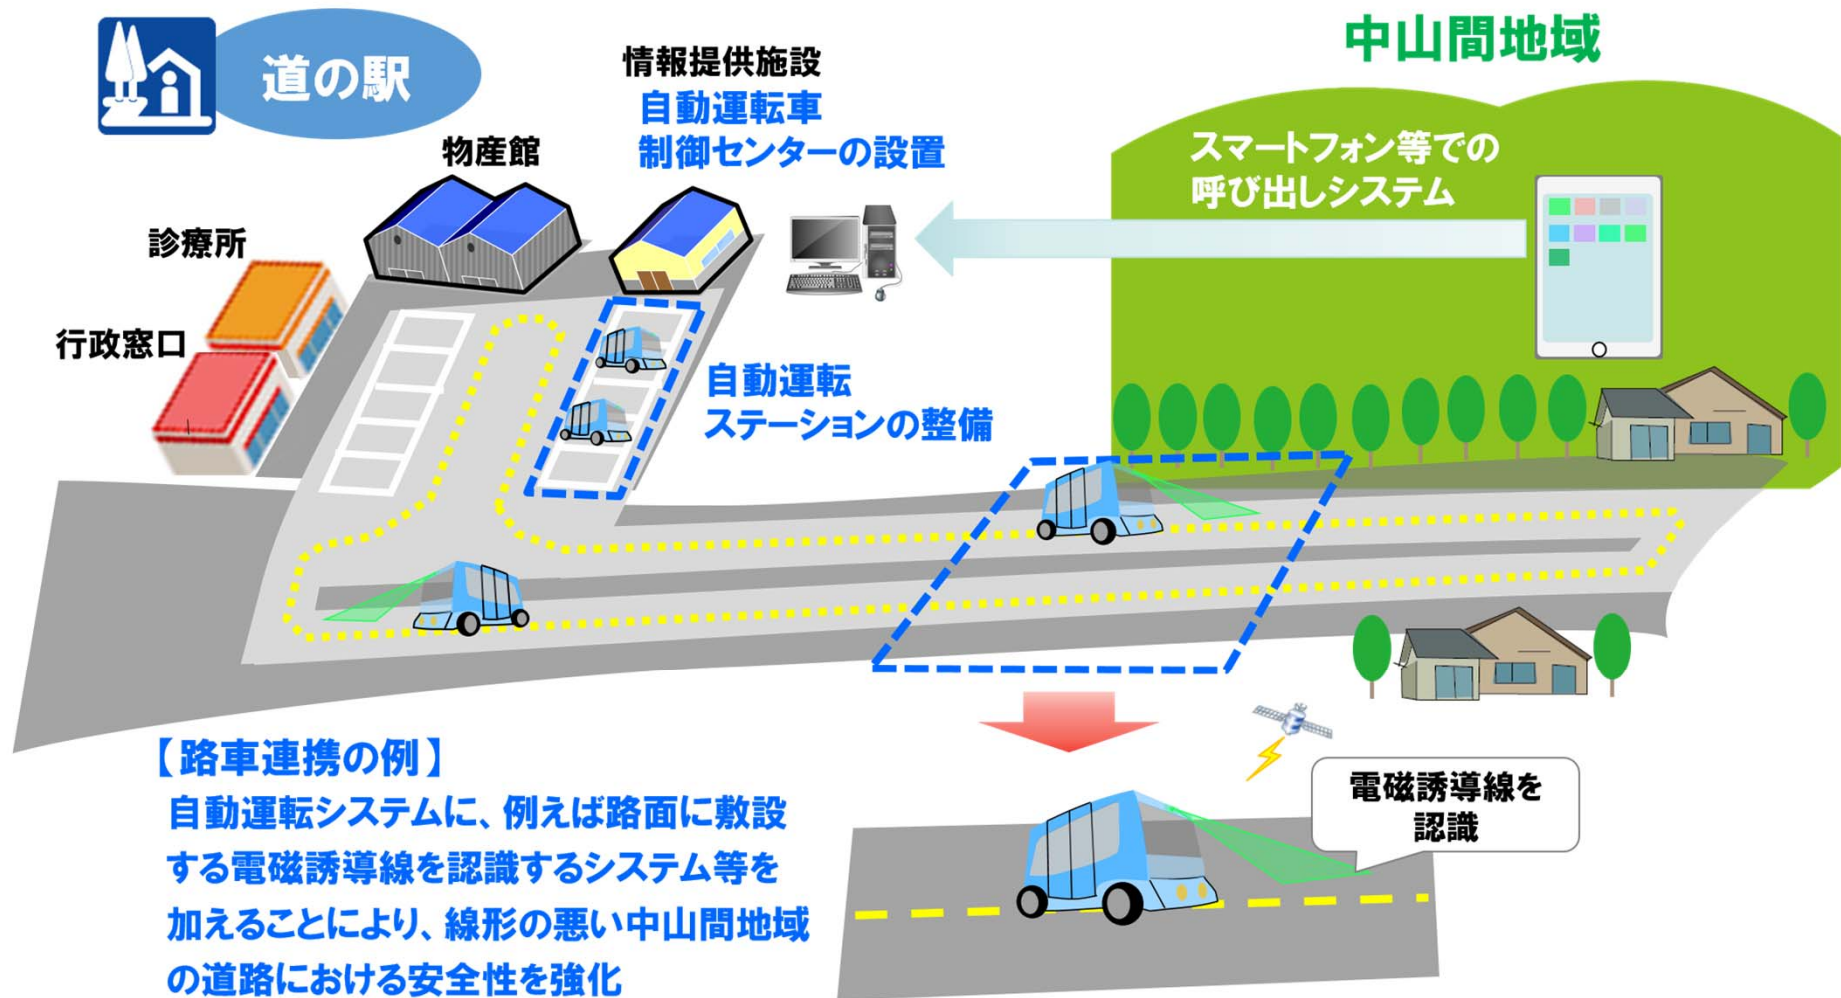 道の駅
情報提供施設
自動運転車
制御センターの設置
中山間地域
物産館
スマートフォン等での
呼び出しシステム
診療所
行政窓口
自動運転
ステーションの整備
【路車連携の例】
自動運転システムに、例えば路面に敷設
する電磁誘導線を認識するシステム等を
加えることにより、線形の悪い中山間地域
の道路における安全性を強化
電磁誘導線を
認識